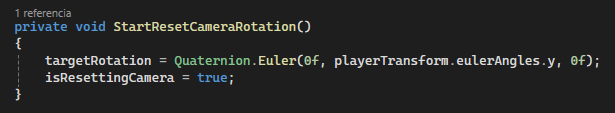 1 referencia
private void StartResetCameraRotation()
{
targetRotation = Quaternion.Euler(0f, playerTransform.eulerAngles.y, 0f);
isResettingCamera = true;
}